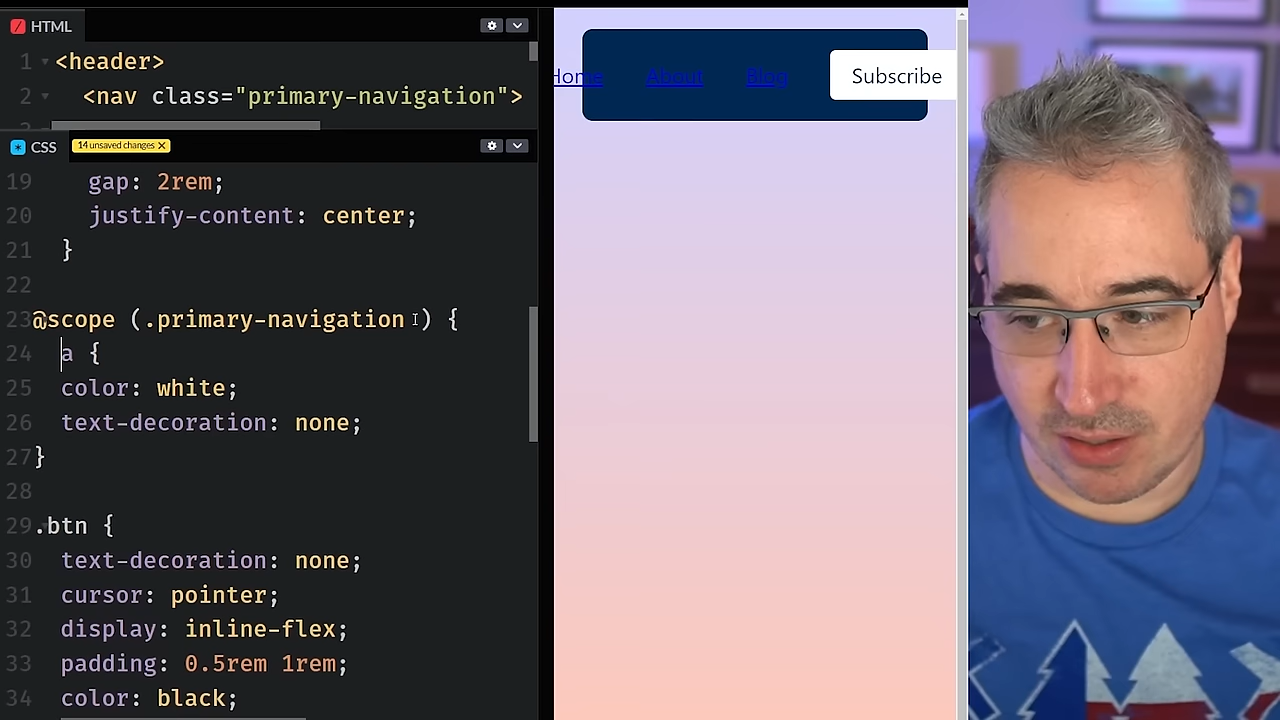 HTML
1 <header>
2 <nav class="primary-navigation">
CSS 14 unsaved changes ✕
19 gap: 2rem;
20 justify-content: center;
21 }
22
23 @scope (.primary-navigation ) {
24 a {
25 color: white;
26 text-decoration: none;
27 }
28
29 .btn {
30 text-decoration: none;
31 cursor: pointer;
32 display: inline-flex;
33 padding: 0.5rem 1rem;
34 color: black;
Home About Blog Subscribe